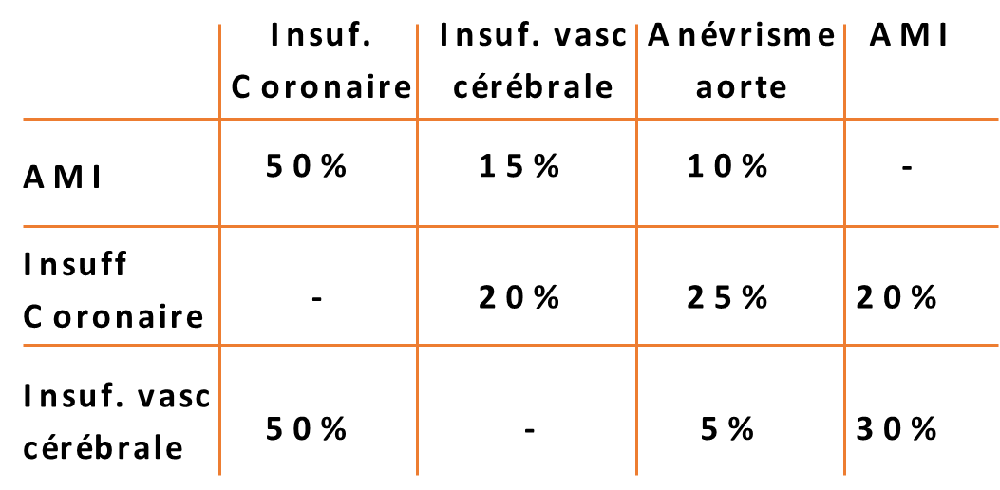 Insuf. Insuf. vasc Anévrisme AMI
Coronaire cérébrale aorte
AMI 50% 15% 10% -
Insuff
Coronaire - 20% 25% 20%
Insuf. vasc
cérébrale 50% - 5% 30%